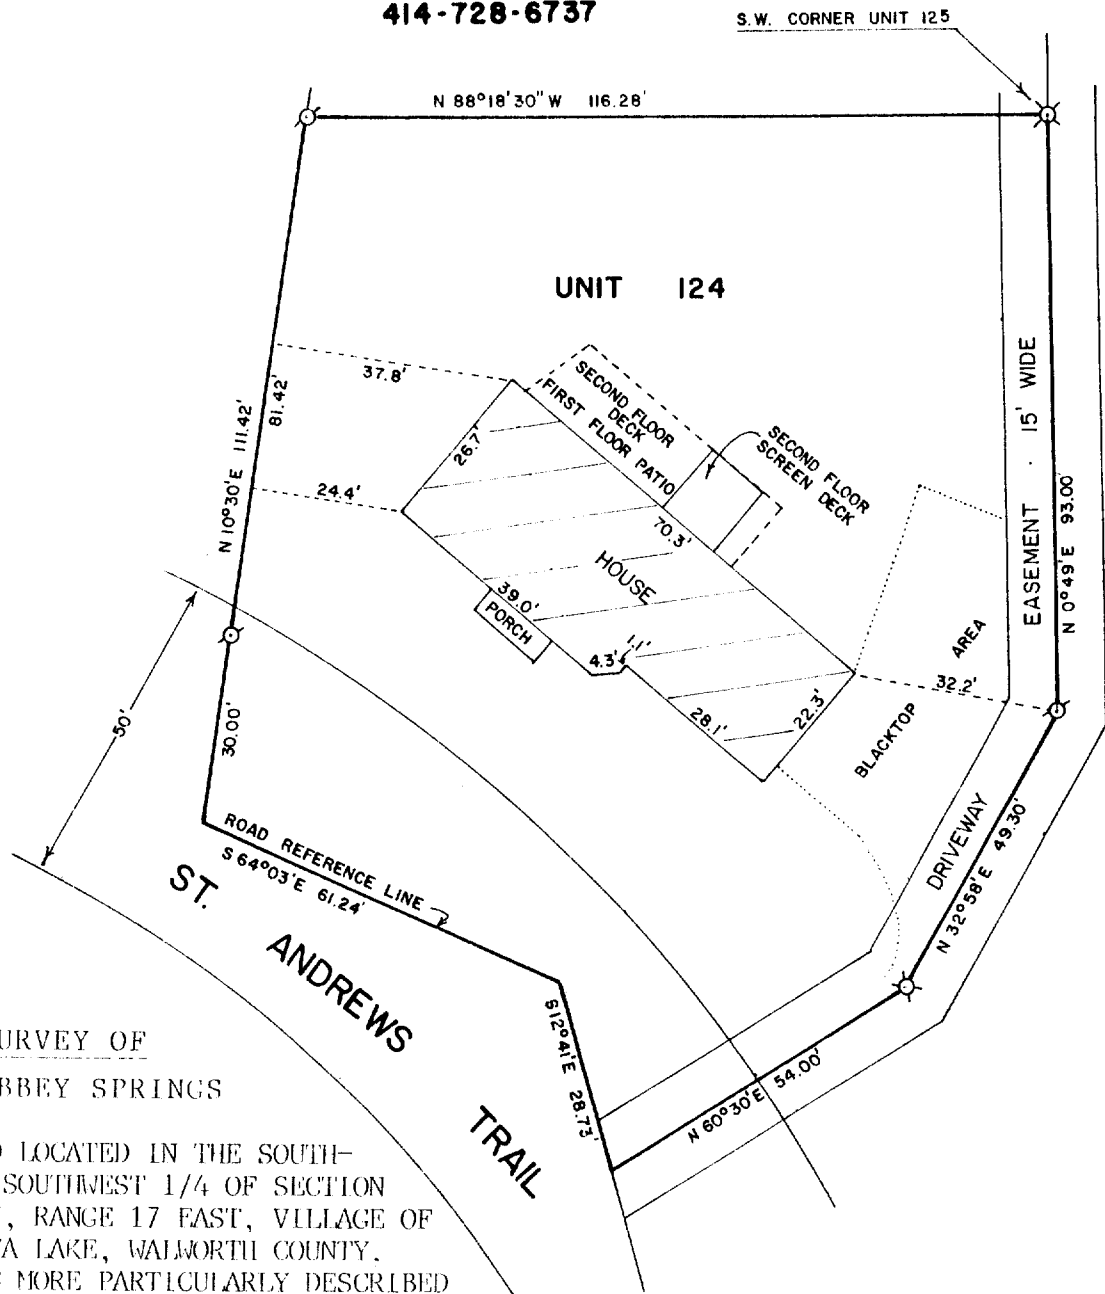 414-728-6737
S.W. CORNER UNIT 125
N 88°18'30" W 116.28'
UNIT 124
37.8'
81.42'
N 10°30'E 111.42'
24.4'
26.7'
SECOND FLOOR
DECK
FIRST FLOOR PATIO
SECOND FLOOR
SCREEN DECK
70.3'
HOUSE
39.0'
PORCH
4.3'
1.1'
28.1'
22.3'
32.2'
AREA
BLACKTOP
EASEMENT · 15' WIDE
N 0°49'E 93.00'
DRIVEWAY
N 32°58'E 49.30'
50'
30.00'
ROAD REFERENCE LINE
S 64°03'E 61.24'
ST. ANDREWS TRAIL
S12°41'E 28.73'
N 60°30'E 54.00'
URVEY OF
BBEY SPRINGS
LOCATED IN THE SOUTH-
SOUTHWEST 1/4 OF SECTION
, RANGE 17 EAST, VILLAGE OF
VA LAKE, WALWORTH COUNTY.
MORE PARTICULARLY DESCRIBED